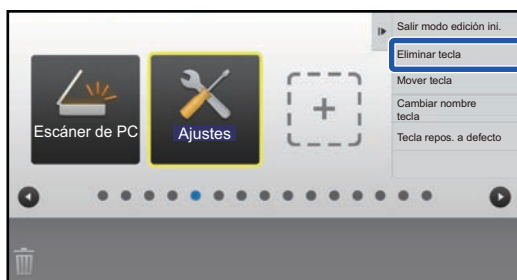 Salir modo edición ini.
Eliminar tecla
Mover tecla
Cambiar nombre
tecla
Tecla repos. a defecto
Escáner de PC
Ajustes